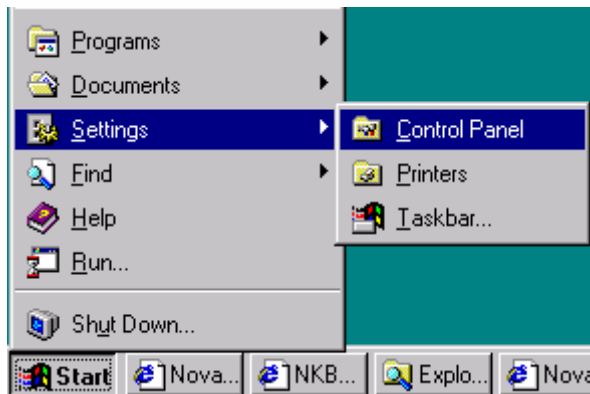 Programs
Documents
Settings
Control Panel
Find
Printers
Help
Taskbar...
Run...
Shut Down...
Start Nova... NKB... Explo... Nova